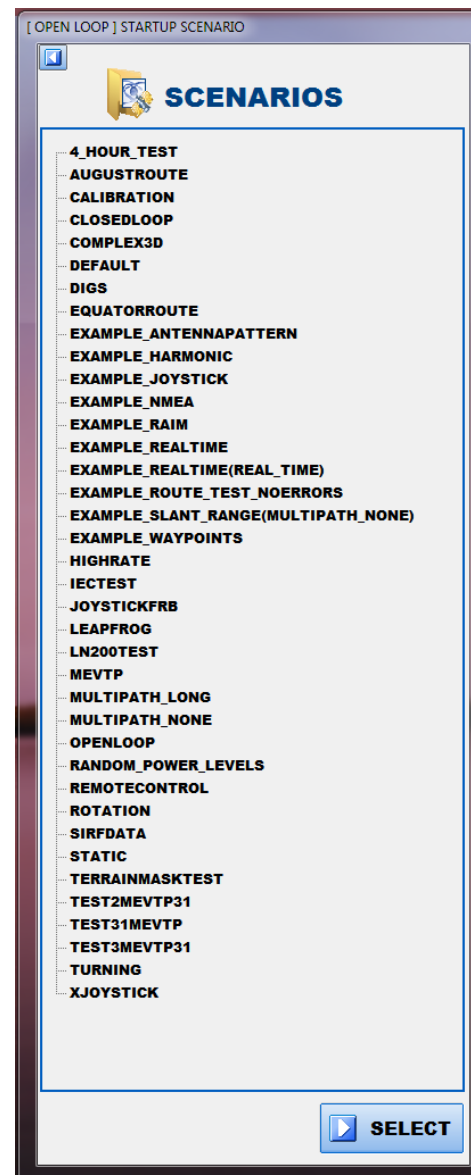 [ OPEN LOOP ] STARTUP SCENARIO
SCENARIOS
4_HOUR_TEST
AUGUSTROUTE
CALIBRATION
CLOSEDLOOP
COMPLEX3D
DEFAULT
DIGS
EQUATORROUTE
EXAMPLE_ANTENNAPATTERN
EXAMPLE_HARMONIC
EXAMPLE_JOYSTICK
EXAMPLE_NMEA
EXAMPLE_RAIM
EXAMPLE_REALTIME
EXAMPLE_REALTIME(REAL_TIME)
EXAMPLE_ROUTE_TEST_NOERRORS
EXAMPLE_SLANT_RANGE(MULTIPATH_NONE)
EXAMPLE_WAYPOINTS
HIGHRATE
IECTEST
JOYSTICKFRB
LEAPFROG
LN200TEST
MEVTP
MULTIPATH_LONG
MULTIPATH_NONE
OPENLOOP
RANDOM_POWER_LEVELS
REMOTECONTROL
ROTATION
SIRFDATA
STATIC
TERRAINMASKTEST
TEST2MEVTP31
TEST31MEVTP
TEST3MEVTP31
TURNING
XJOYSTICK
SELECT